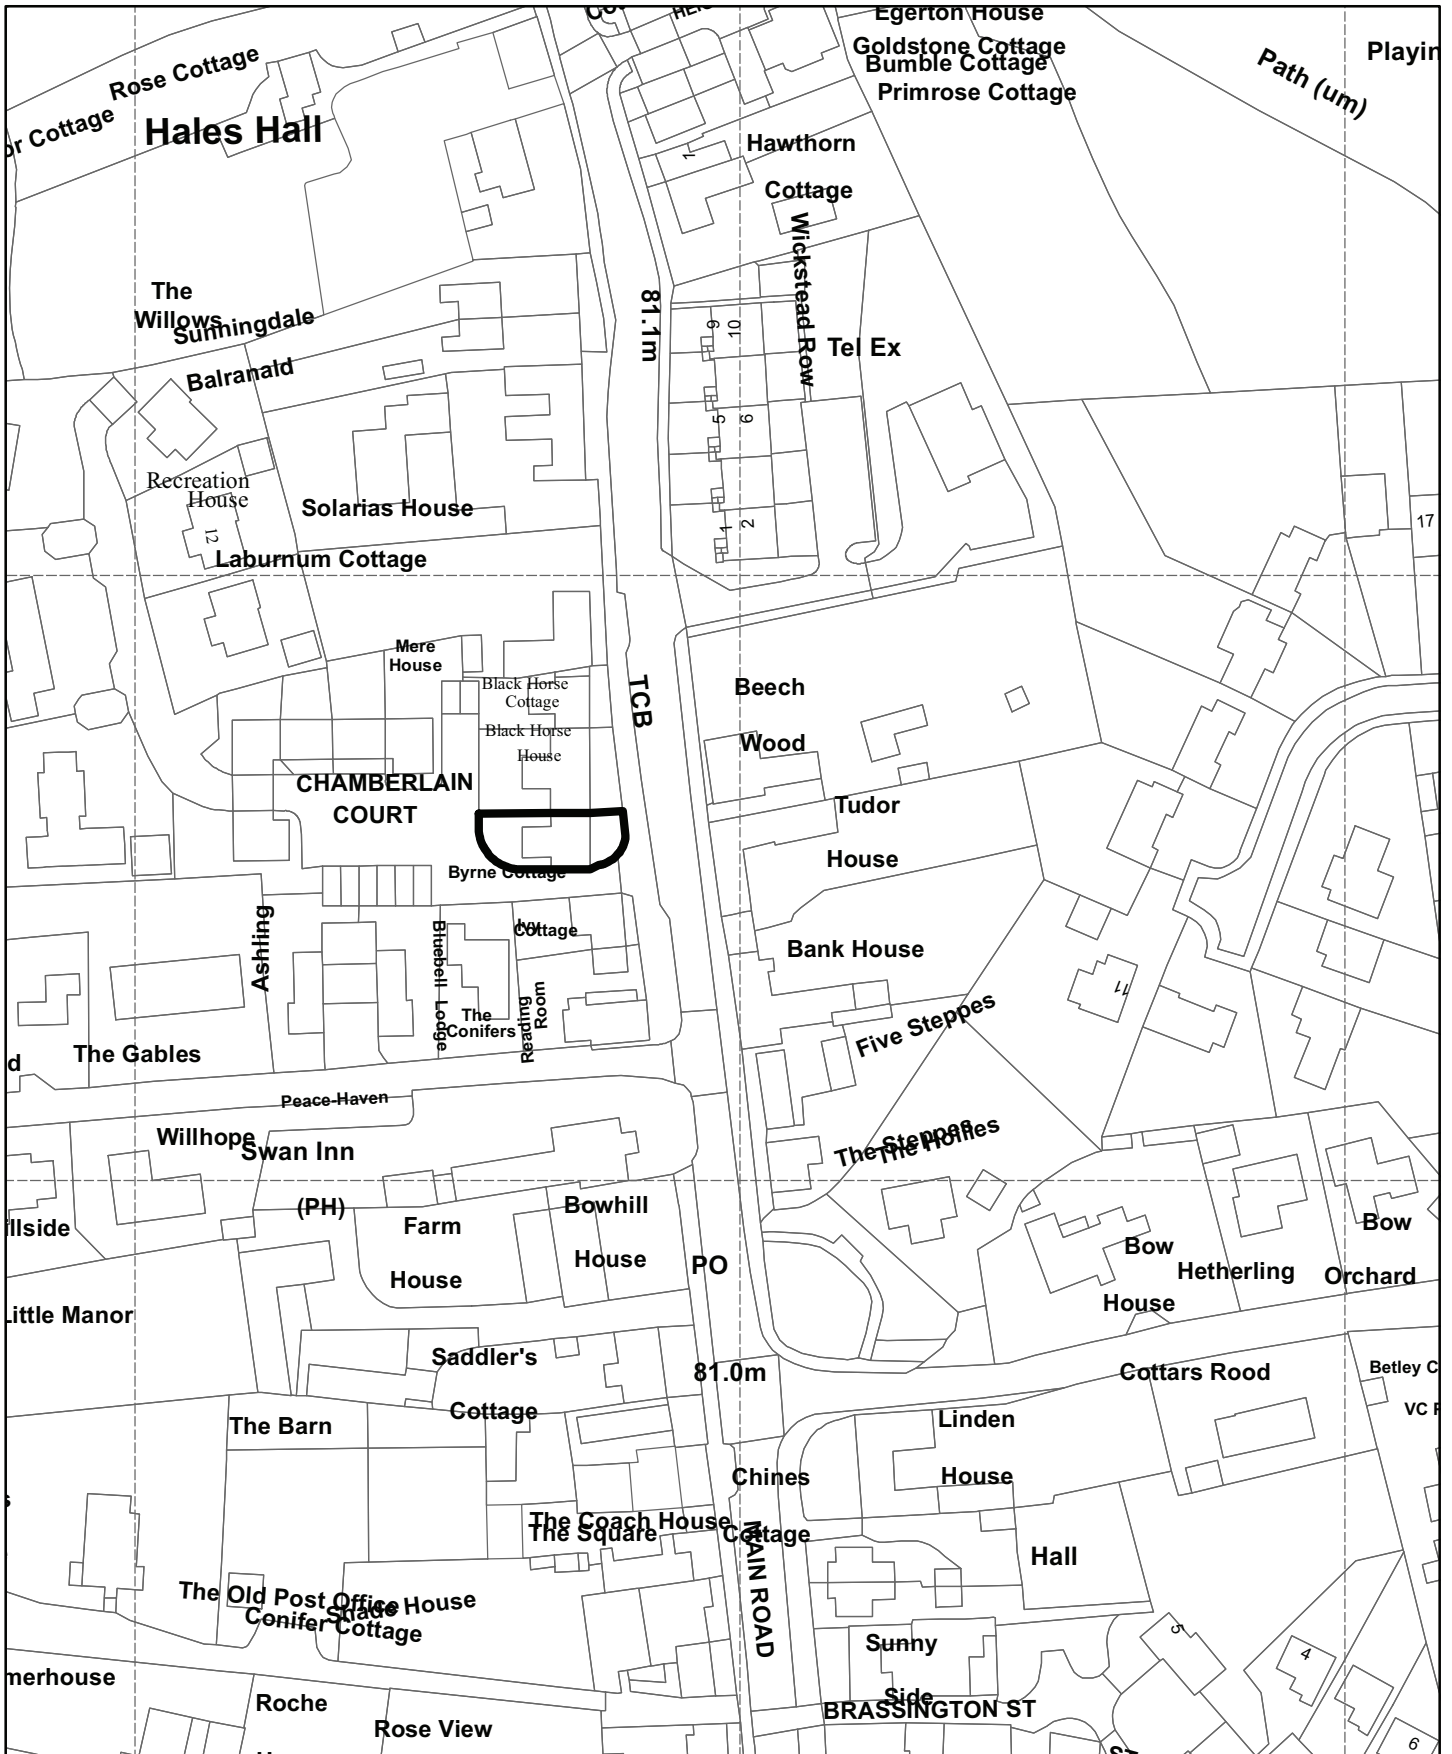 Egerton House
Goldstone Cottage
Bumble Cottage
Primrose Cottage
Path (um)
Rose Cottage
Hales Hall
Hawthorn
Cottage
Wickstead Row
The
Willows
Sunningdale
Balranald
81.1m
9
10
Tel Ex
5
6
Recreation
House
12
Solarias House
1
2
17
Laburnum Cottage
Mere
House
Black Horse
Cottage
TCB
Beech
Wood
Black Horse
House
CHAMBERLAIN
COURT
Tudor
House
Byrne Cottage
Ashling
Bluebell Lodge
Ivy
Cottage
Bank House
The
Conifers
Reading
Room
11
Five Steppes
The Gables
Peace-Haven
Willhope
Swan Inn
(PH)
The Steppes
The Hollies
Farm
House
Bowhill
House
PO
Bow
House
Hetherling
Bow
Orchard
Little Manor
Saddler's
Cottage
81.0m
Cottars Rood
The Barn
Linden
House
Chines
Cottage
The Coach House
The Square
MAIN ROAD
Hall
The Old Post Office House
Shade
Conifer Cottage
Sunny
Side
5
4
BRASSINGTON ST
Roche
Rose View
6